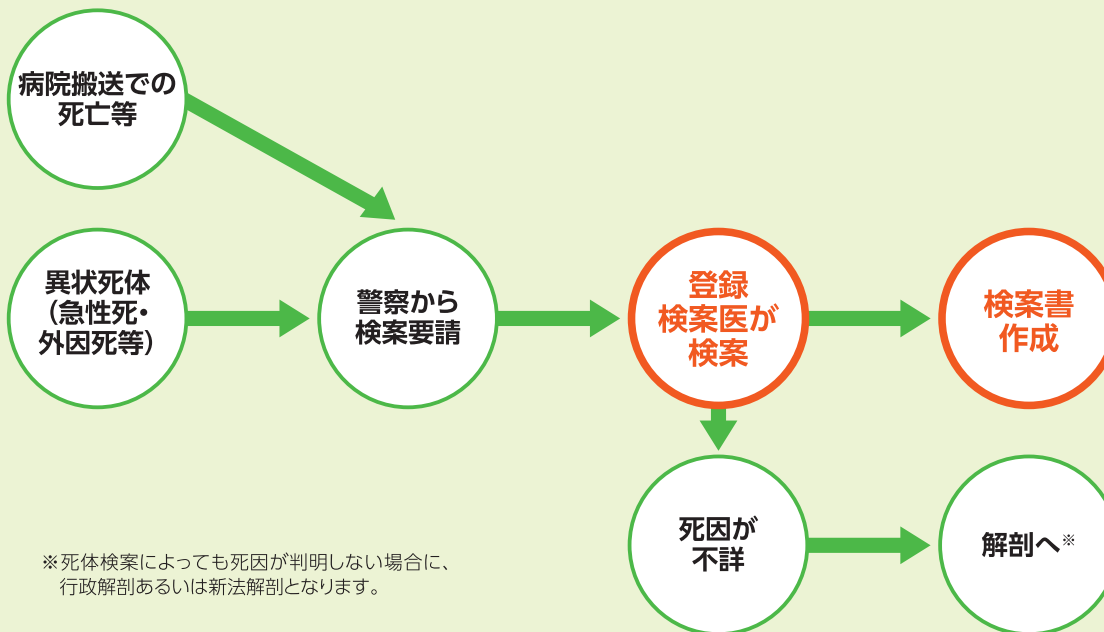 病院搬送での
死亡等
異状死体
（急性死・
外因死等）
警察から
検案要請
登録
検案医が
検案
検案書
作成
死因が
不詳
解剖へ※
※死体検案によっても死因が判明しない場合に、
行政解剖あるいは新法解剖となります。